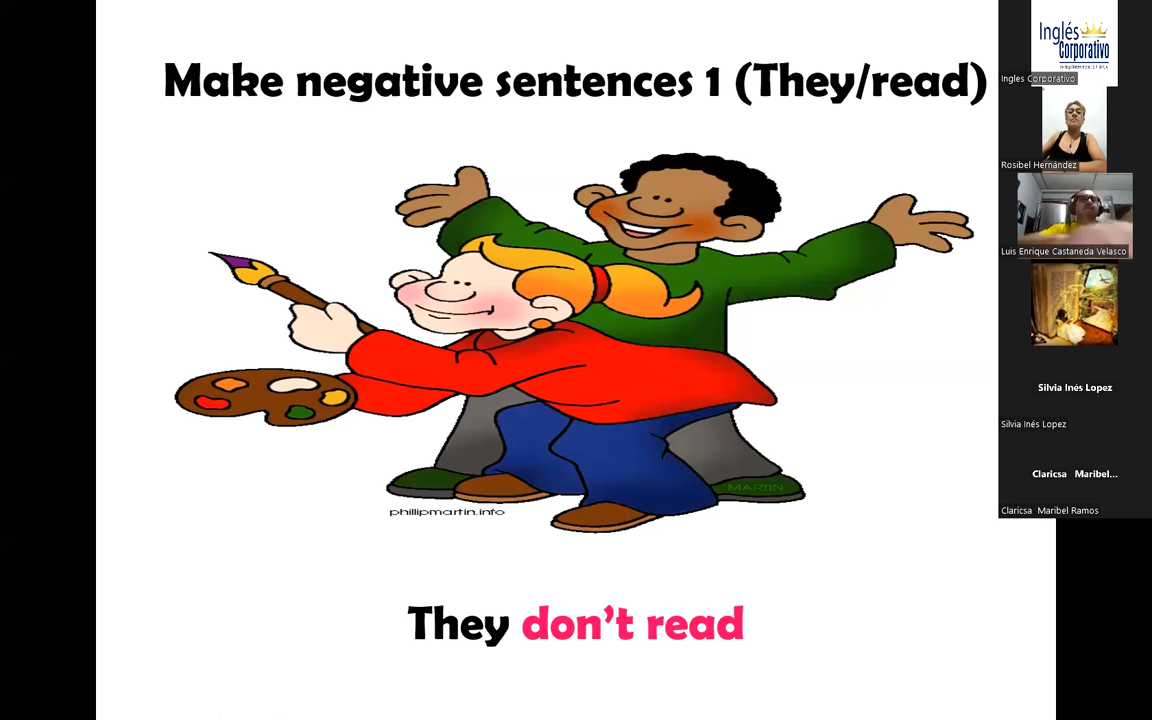 Make negative sentences 1 (They/read)
MARTIN
phillipmartin.info
They don't read
Inglés
Corporativo
Ingles Corporativo
Rosibel Hernández
Luis Enrique Castaneda Velasco
Silvia Inés Lopez
Silvia Inés Lopez
Claricsa Maribel...
Claricsa Maribel Ramos